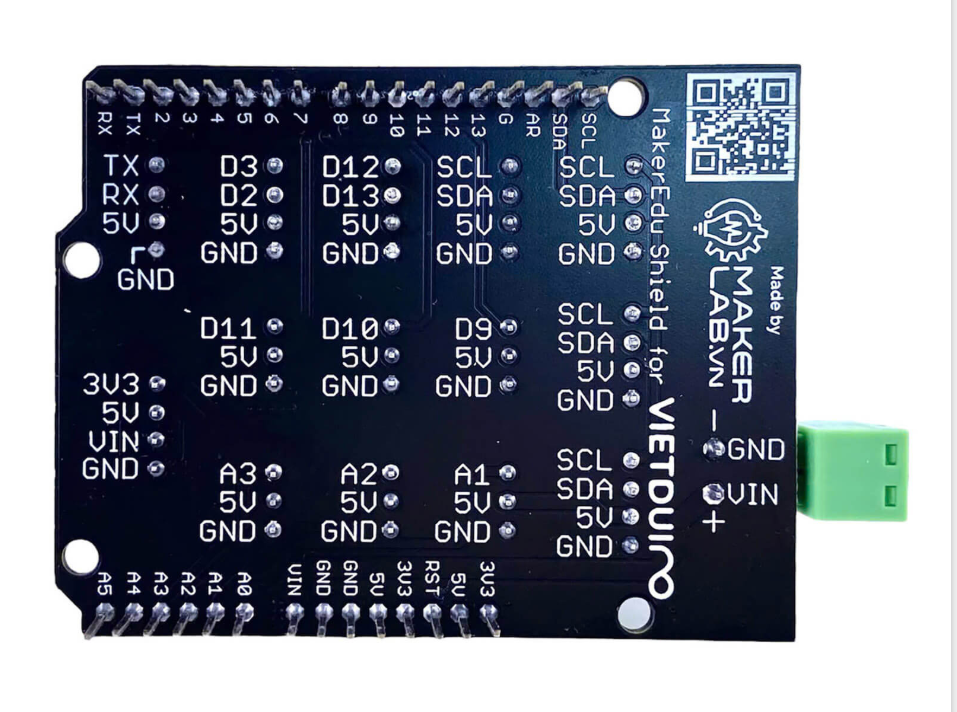 RX TX 2 3 4 5 6 7 8 9 10 11 12 13 G AR SDA SCL
TX
RX
5V
GND
D3
D2
5V
GND
D12
D13
5V
GND
SCL
SDA
5V
GND
SCL
SDA
5V
GND
D11
5V
GND
D10
5V
GND
D9
5V
GND
SCL
SDA
5V
GND
3V3
5V
VIN
GND
A3
5V
GND
A2
5V
GND
A1
5V
GND
SCL
SDA
5V
GND
A5 A4 A3 A2 A1 A0 VIN GND GND 5V 3V3 RST 5V 3V3
MakerEdu Shield for VIETDUINO
Made by
MAKER
LAB.VN
- GND
VIN
+